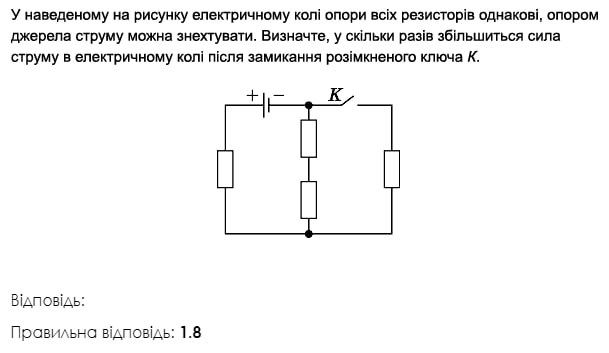 У наведеному на рисунку електричному колі опори всіх резисторів однакові, опором
джерела струму можна знехтувати. Визначте, у скільки разів збільшиться сила
струму в електричному колі після замикання розімкненого ключа K.
+ − K
Відповідь:
Правильна відповідь: 1.8